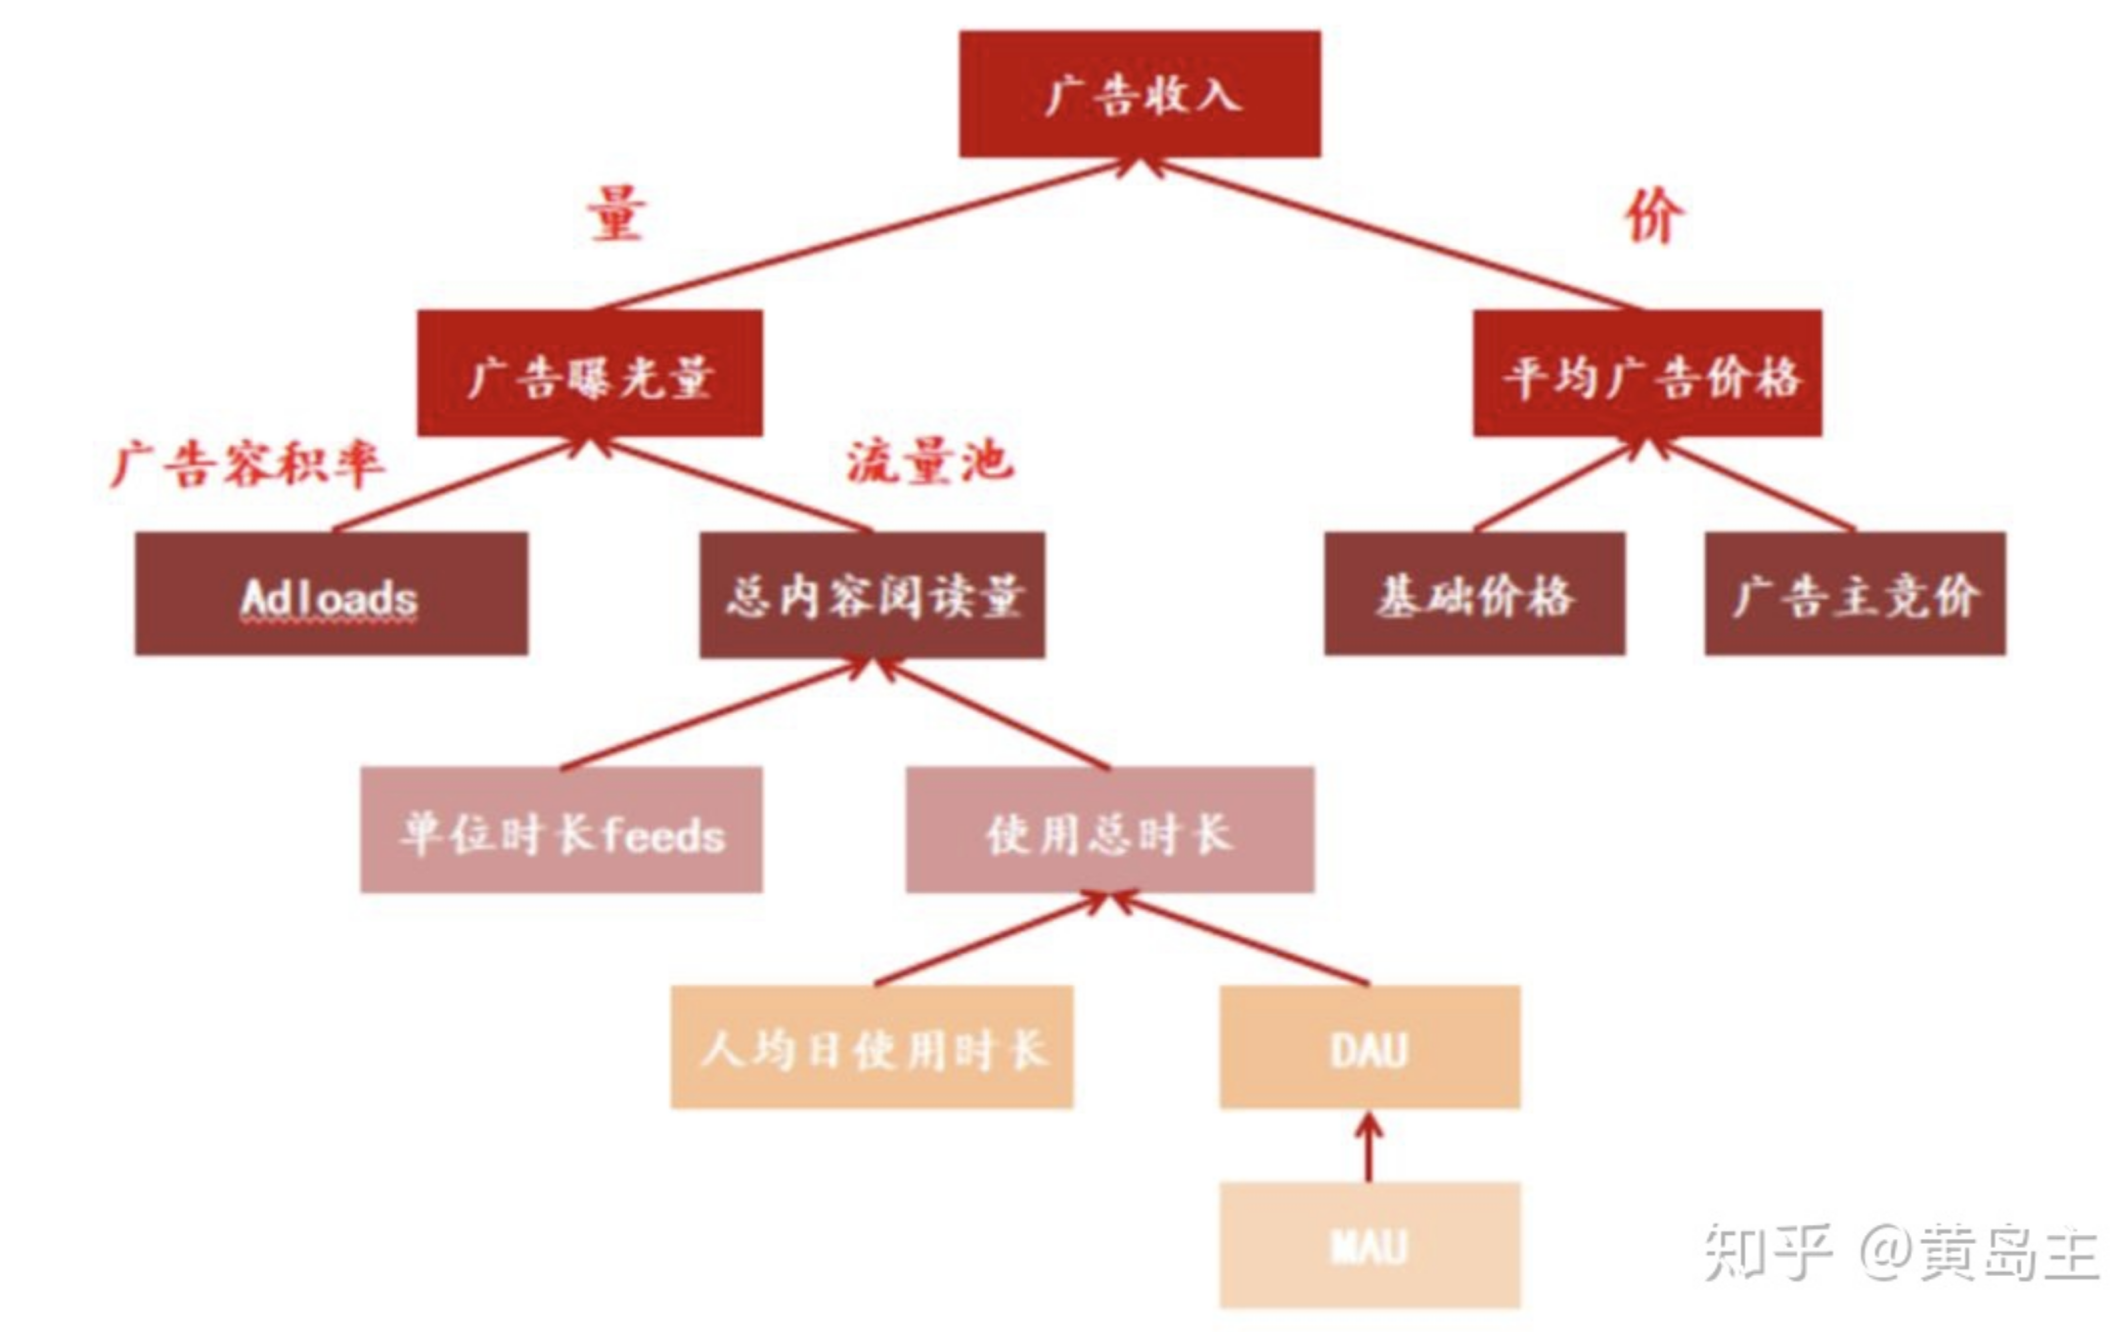 广告收入
量
价
广告曝光量
平均广告价格
广告容积率
流量池
Adloads
总内容阅读量
基础价格
广告主竞价
单位时长feeds
使用总时长
人均日使用时长
DAU
MAU
知乎 @黄岛主